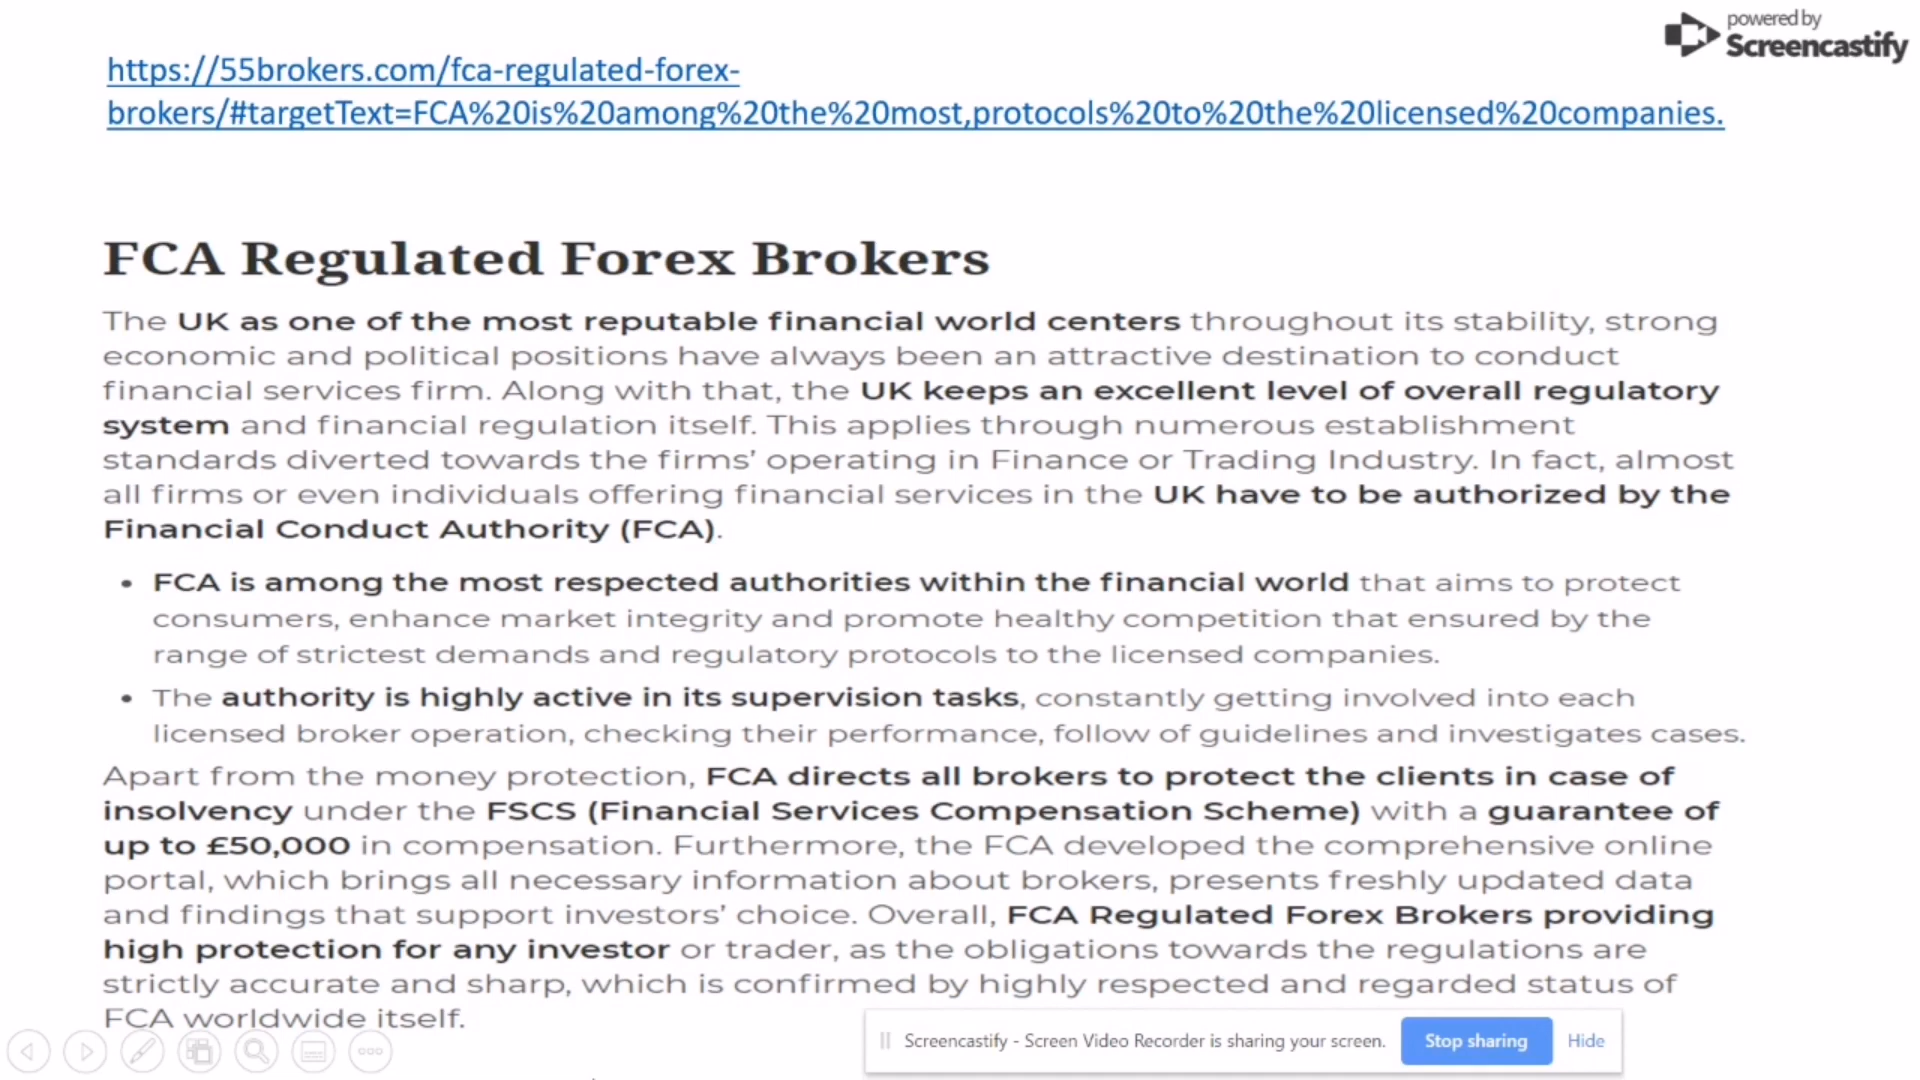 powered by
Screencastify
https://55brokers.com/fca-regulated-forex-
brokers/#targetText=FCA%20is%20among%20the%20most,protocols%20to%20the%20licensed%20companies.
FCA Regulated Forex Brokers
The UK as one of the most reputable financial world centers throughout its stability, strong
economic and political positions have always been an attractive destination to conduct
financial services firm. Along with that, the UK keeps an excellent level of overall regulatory
system and financial regulation itself. This applies through numerous establishment
standards diverted towards the firms’ operating in Finance or Trading Industry. In fact, almost
all firms or even individuals offering financial services in the UK have to be authorized by the
Financial Conduct Authority (FCA).
• FCA is among the most respected authorities within the financial world that aims to protect
consumers, enhance market integrity and promote healthy competition that ensured by the
range of strictest demands and regulatory protocols to the licensed companies.
• The authority is highly active in its supervision tasks, constantly getting involved into each
licensed broker operation, checking their performance, follow of guidelines and investigates cases.
Apart from the money protection, FCA directs all brokers to protect the clients in case of
insolvency under the FSCS (Financial Services Compensation Scheme) with a guarantee of
up to £50,000 in compensation. Furthermore, the FCA developed the comprehensive online
portal, which brings all necessary information about brokers, presents freshly updated data
and findings that support investors’ choice. Overall, FCA Regulated Forex Brokers providing
high protection for any investor or trader, as the obligations towards the regulations are
strictly accurate and sharp, which is confirmed by highly respected and regarded status of
FCA worldwide itself.
Screencastify - Screen Video Recorder is sharing your screen.
Stop sharing
Hide